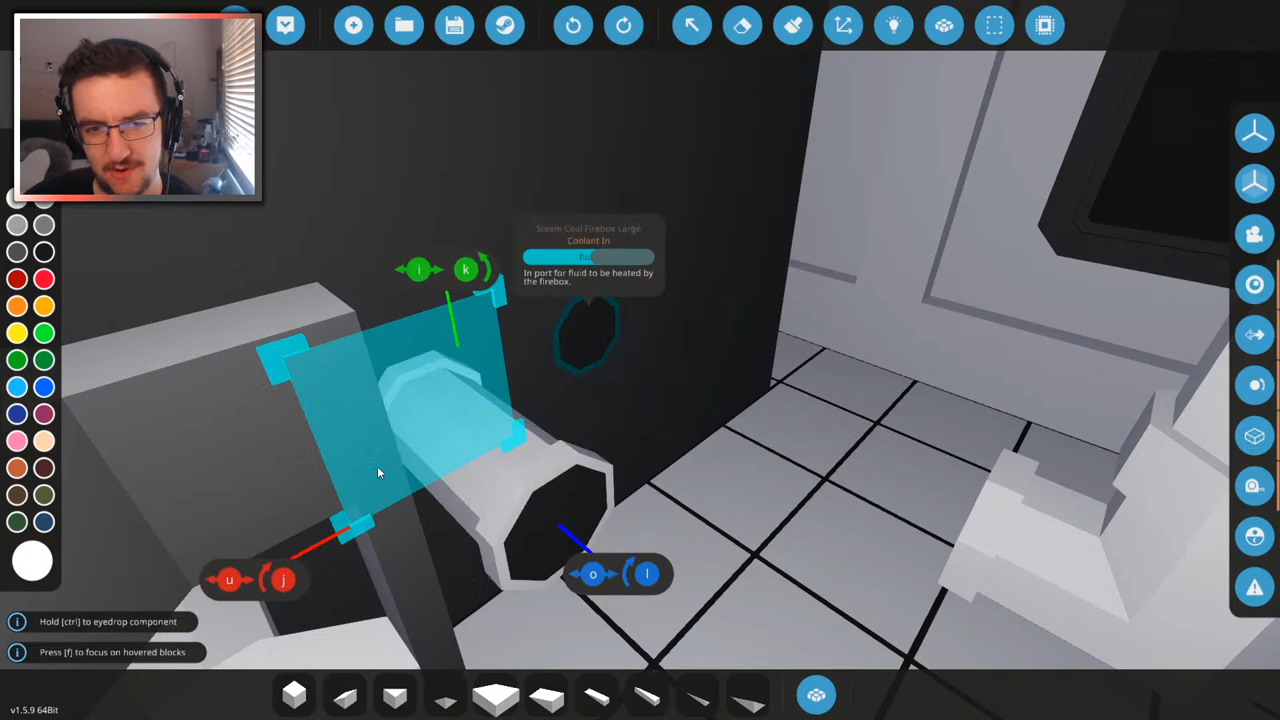 Steam Coal Firebox Large
Coolant In
flui
In port for fluid to be heated by
the firebox.
i
k
u
j
o
l
Hold [ctrl] to eyedrop component
Press [f] to focus on hovered blocks
v1.5.9 64Bit